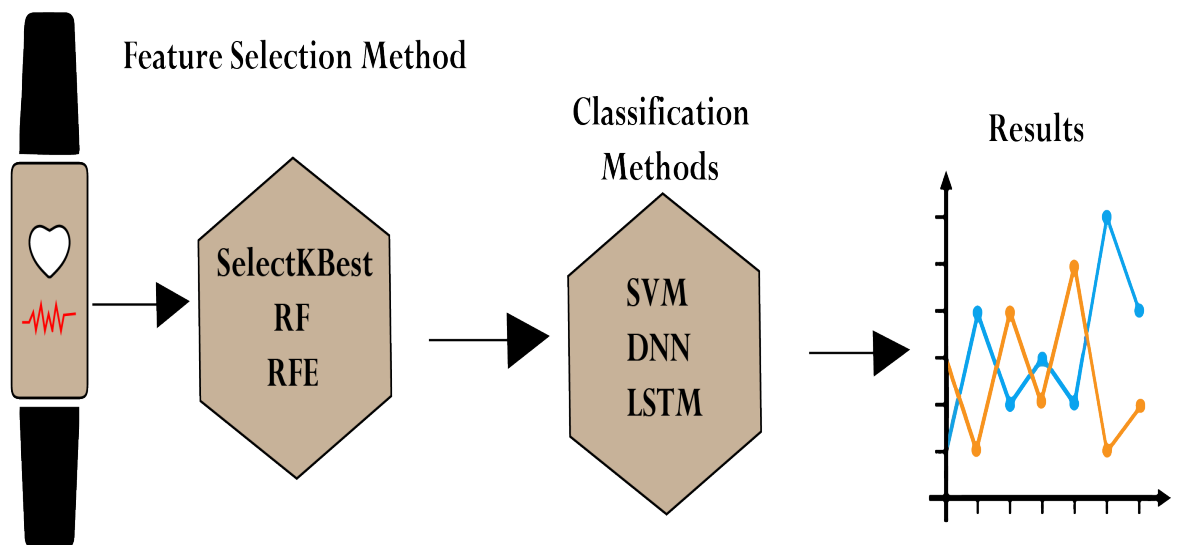 Feature Selection Method
SelectKBest
RF
RFE
Classification
Methods
SVM
DNN
LSTM
Results